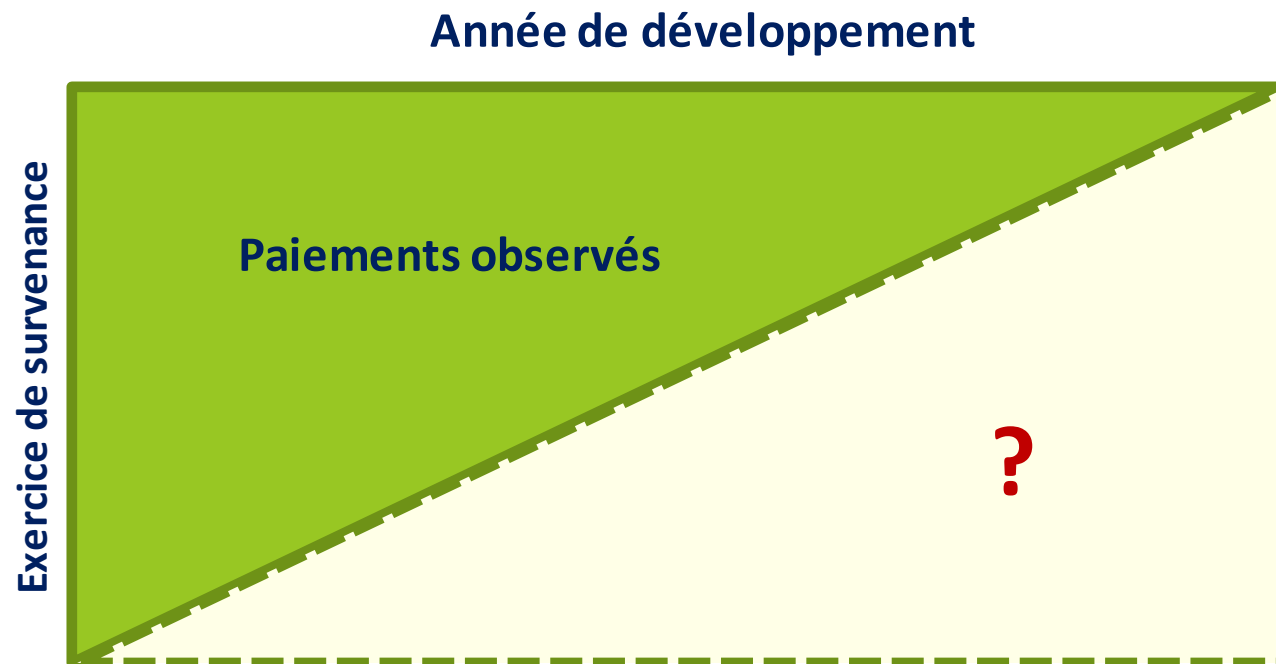 Année de développement
Exercice de survenance
Paiements observés
?